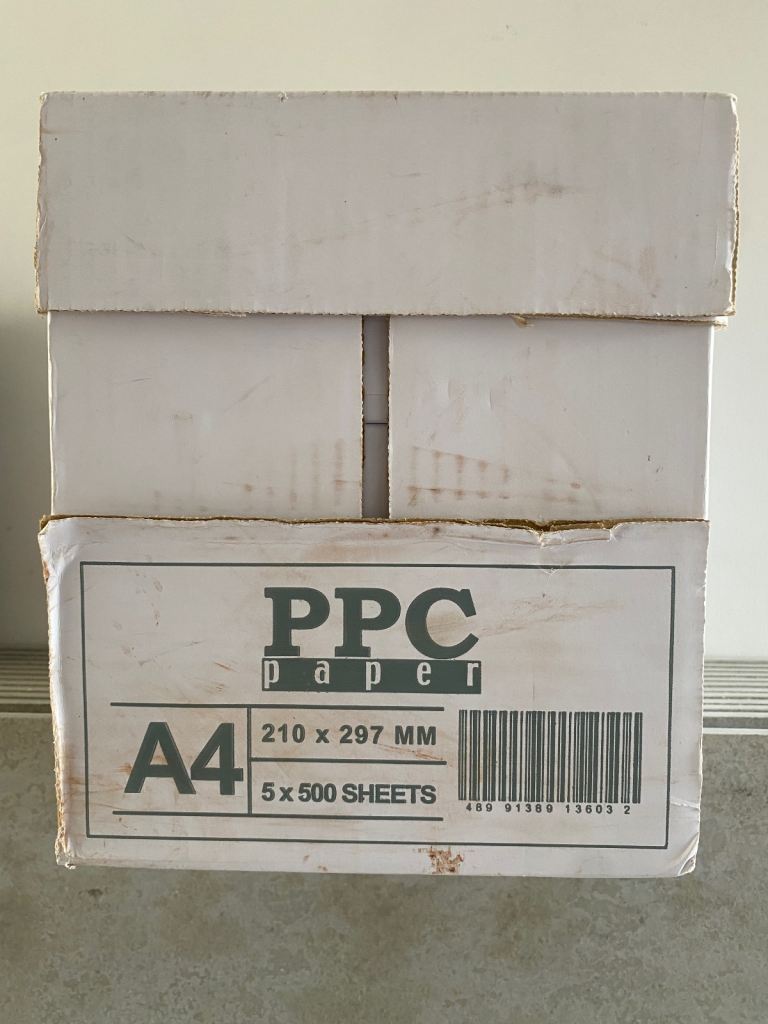 PPC
paper
A4
210 x 297 MM
5 x 500 SHEETS
489 91389 13603 2